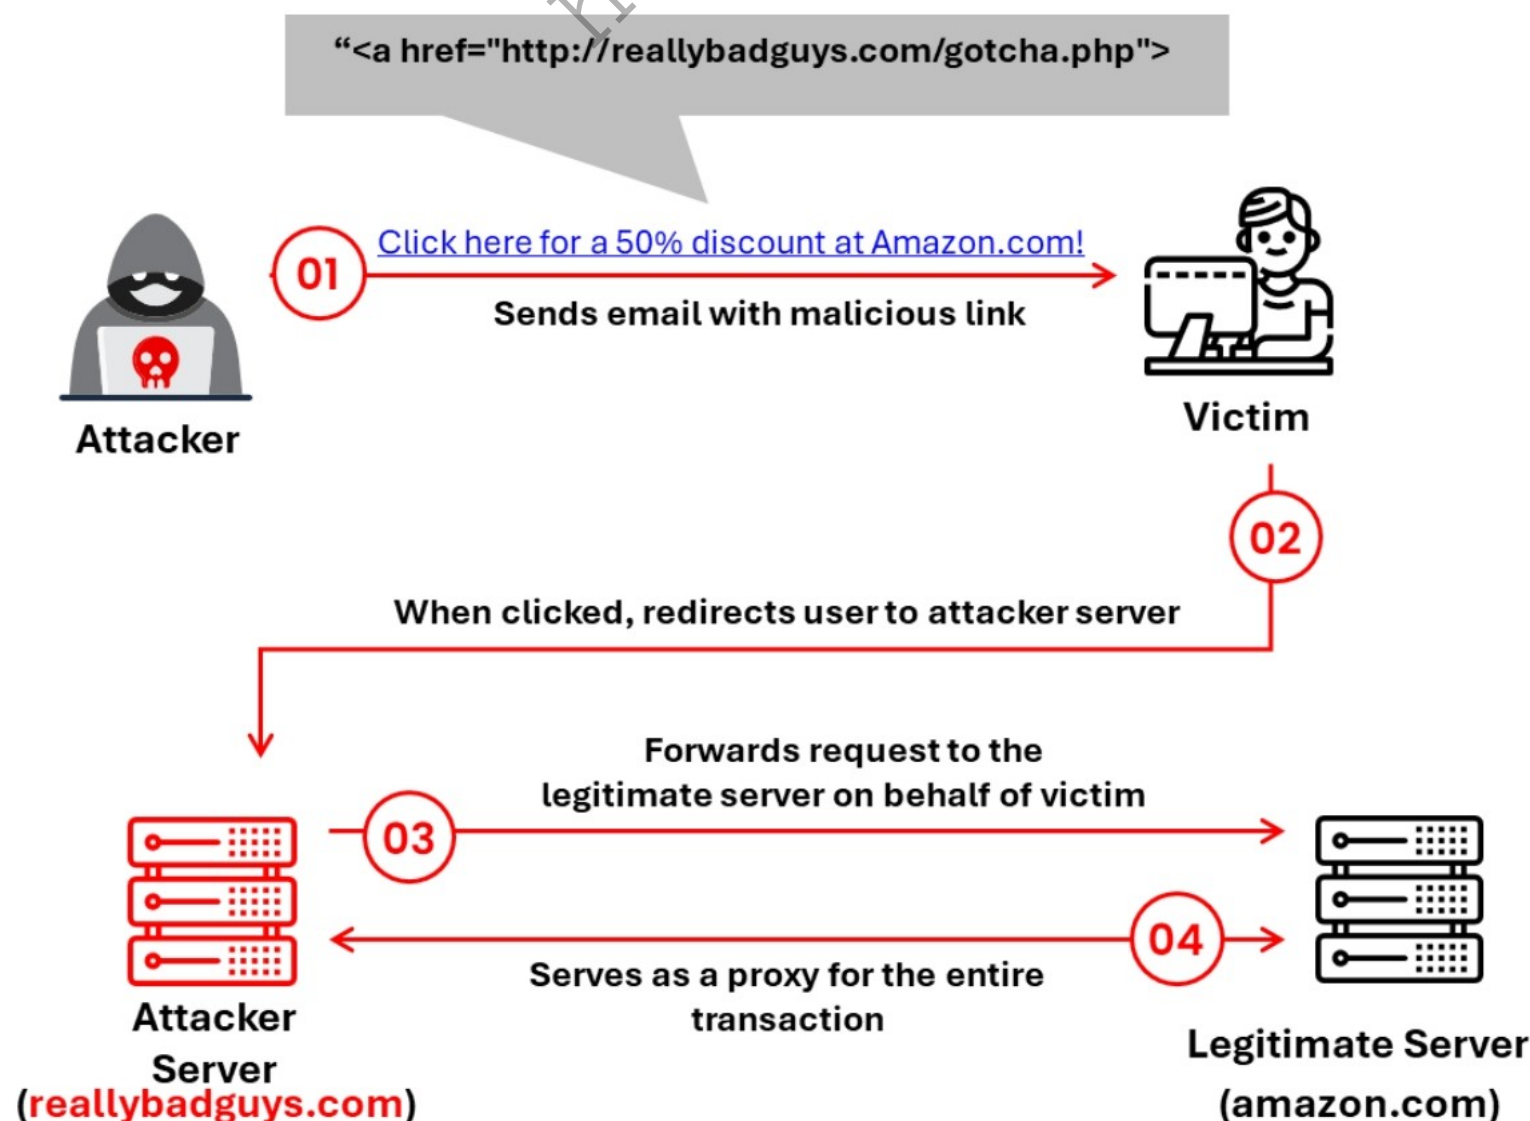 “<a href="http://reallybadguys.com/gotcha.php">
01
Click here for a 50% discount at Amazon.com!
Sends email with malicious link
Attacker
Victim
02
When clicked, redirects user to attacker server
Forwards request to the
legitimate server on behalf of victim
03
04
Serves as a proxy for the entire
transaction
Attacker
Server
(reallybadguys.com)
Legitimate Server
(amazon.com)